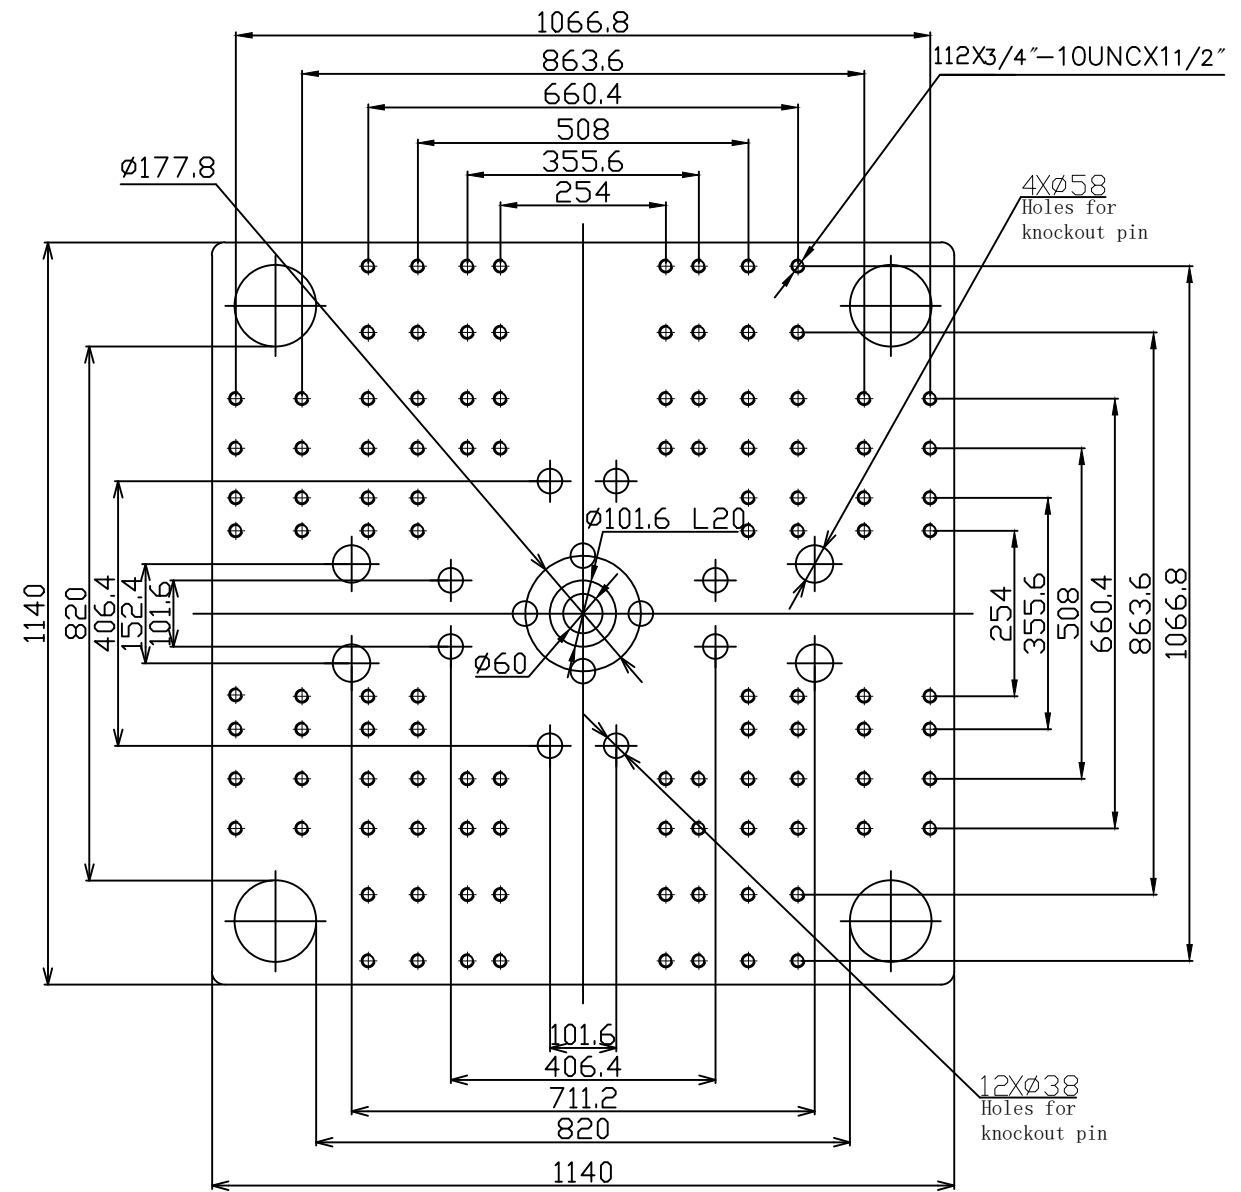 1066.8
863.6
660.4
508
355.6
254
112X3/4"-10UNCX11/2"
Ø177.8
4XØ58
Holes for
knockout pin
Ø101.6 L20
Ø60
1140
820
406.4
152.4
101.6
254
355.6
508
660.4
863.6
1066.8
101.6
406.4
711.2
820
1140
12XØ38
Holes for
knockout pin